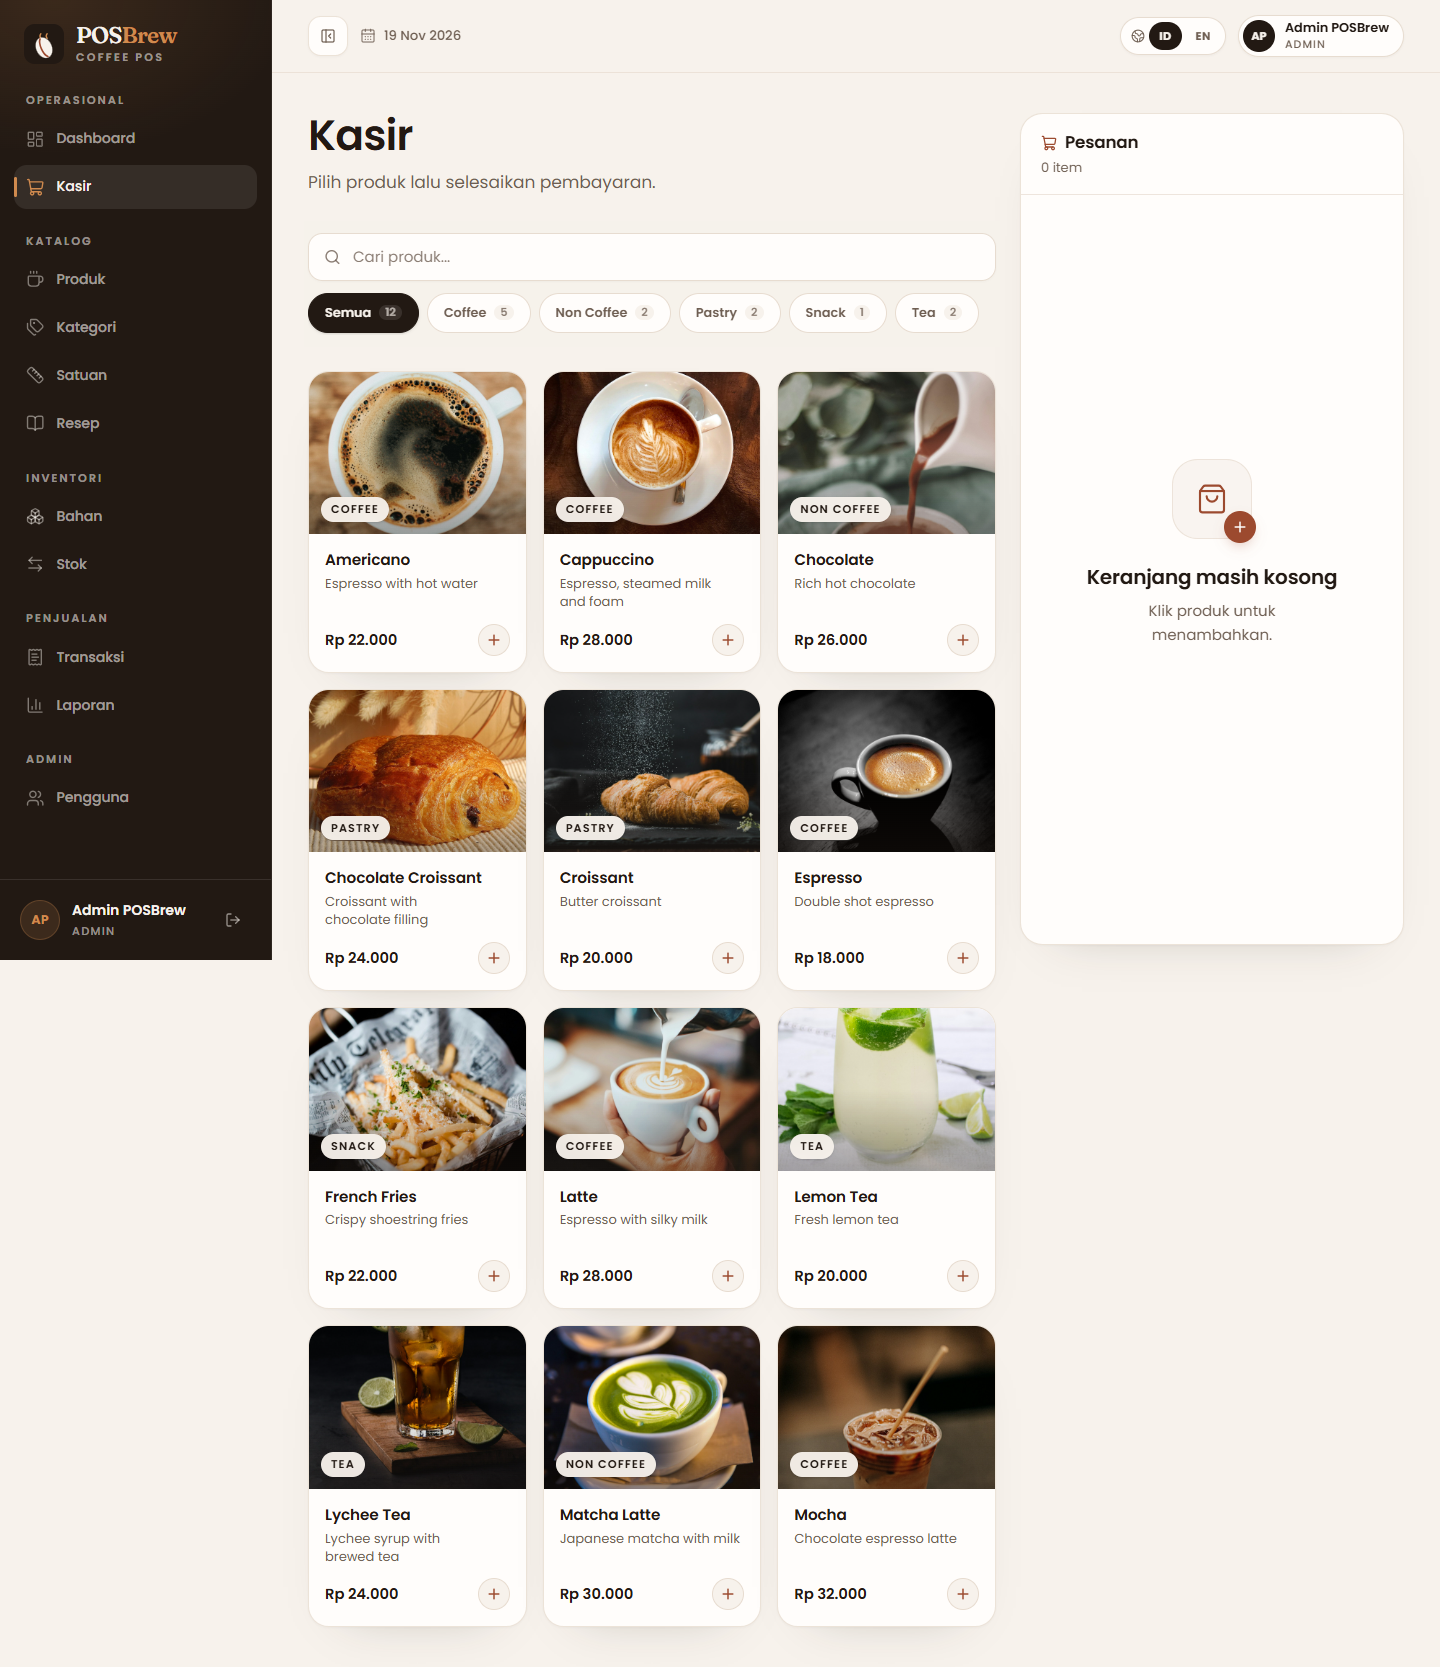 POSBrew
COFFEE POS
OPERASIONAL
Dashboard
Kasir
KATALOG
Produk
Kategori
Satuan
Resep
INVENTORI
Bahan
Stok
PENJUALAN
Transaksi
Laporan
ADMIN
Pengguna
AP
Admin POSBrew
ADMIN
19 Nov 2026
ID
EN
AP
Admin POSBrew
ADMIN
Kasir
Pilih produk lalu selesaikan pembayaran.
Cari produk...
Semua 12
Coffee 5
Non Coffee 2
Pastry 2
Snack 1
Tea 2
COFFEE
Americano
Espresso with hot water
Rp 22.000
COFFEE
Cappuccino
Espresso, steamed milk
and foam
Rp 28.000
NON COFFEE
Chocolate
Rich hot chocolate
Rp 26.000
PASTRY
Chocolate Croissant
Croissant with
chocolate filling
Rp 24.000
PASTRY
Croissant
Butter croissant
Rp 20.000
COFFEE
Espresso
Double shot espresso
Rp 18.000
SNACK
French Fries
Crispy shoestring fries
Rp 22.000
COFFEE
Latte
Espresso with silky milk
Rp 28.000
TEA
Lemon Tea
Fresh lemon tea
Rp 20.000
TEA
Lychee Tea
Lychee syrup with
brewed tea
Rp 24.000
NON COFFEE
Matcha Latte
Japanese matcha with milk
Rp 30.000
COFFEE
Mocha
Chocolate espresso latte
Rp 32.000
Pesanan
0 item
Keranjang masih kosong
Klik produk untuk
menambahkan.